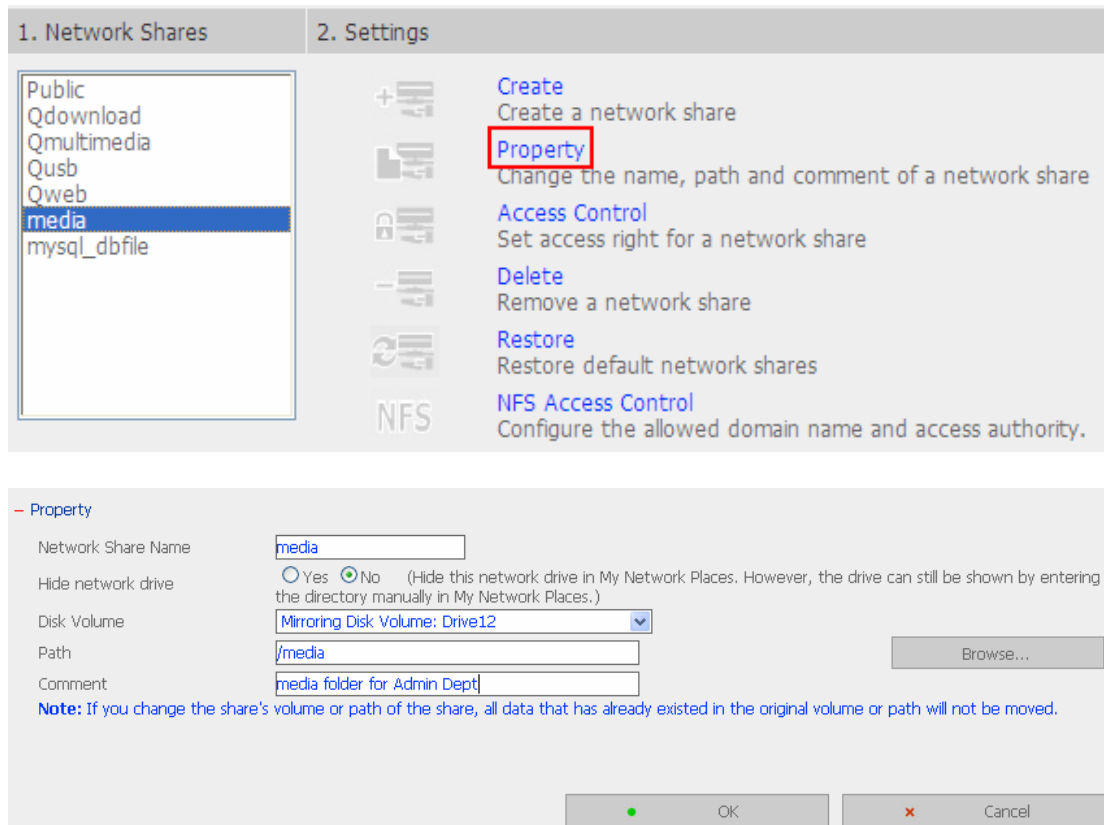 1. Network Shares
2. Settings
Public
Qdownload
Qmultimedia
Qusb
Qweb
media
mysql_dbfile
Create
Create a network share
Property
Change the name, path and comment of a network share
Access Control
Set access right for a network share
Delete
Remove a network share
Restore
Restore default network shares
NFS
NFS Access Control
Configure the allowed domain name and access authority.
– Property
Network Share Name
media
Hide network drive
Yes No (Hide this network drive in My Network Places. However, the drive can still be shown by entering
the directory manually in My Network Places.)
Disk Volume
Mirroring Disk Volume: Drive12
Path
/media
Browse...
Comment
media folder for Admin Dept
Note: If you change the share's volume or path of the share, all data that has already existed in the original volume or path will not be moved.
OK
Cancel